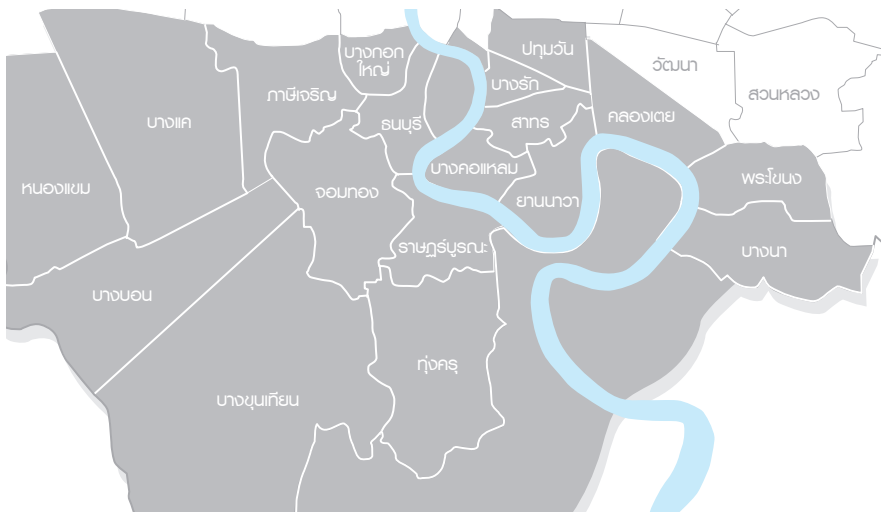 บางกอก
ใหญ่
ปทุมวัน
วัฒนา
ภาษีเจริญ
บางรัก
สวนหลวง
บางแค
ธนบุรี
สาทร
คลองเตย
หนองแขม
จอมทอง
บางคอแหลม
พระโขนง
ยานนาวา
ราษฎร์บูรณะ
บางนา
บางบอน
ทุ่งครุ
บางขุนเทียน